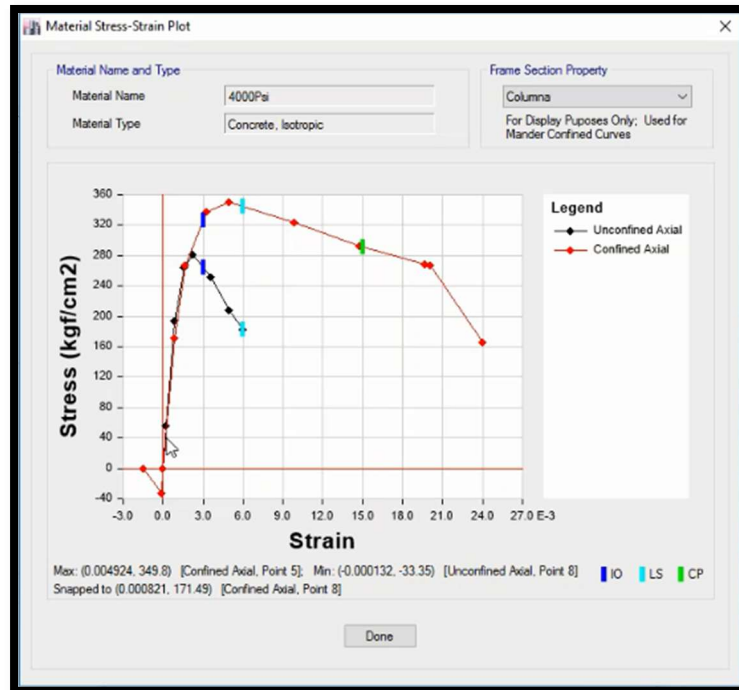 Material Stress-Strain Plot
Material Name and Type
Material Name 4000Psi
Material Type Concrete, Isotropic
Frame Section Property
Columna
For Display Puposes Only; Used for
Mander Confined Curves
360
320
280
240
200
160
120
80
40
0
-40
Stress (kgf/cm2)
-3.0 0.0 3.0 6.0 9.0 12.0 15.0 18.0 21.0 24.0 27.0 E-3
Strain
Legend
Unconfined Axial
Confined Axial
Max: (0.004924, 349.8) [Confined Axial, Point 5]; Min: (-0.000132, -33.35) [Unconfined Axial, Point 8]
IO LS CP
Snapped to (0.000821, 171.49) [Confined Axial, Point 8]
Done